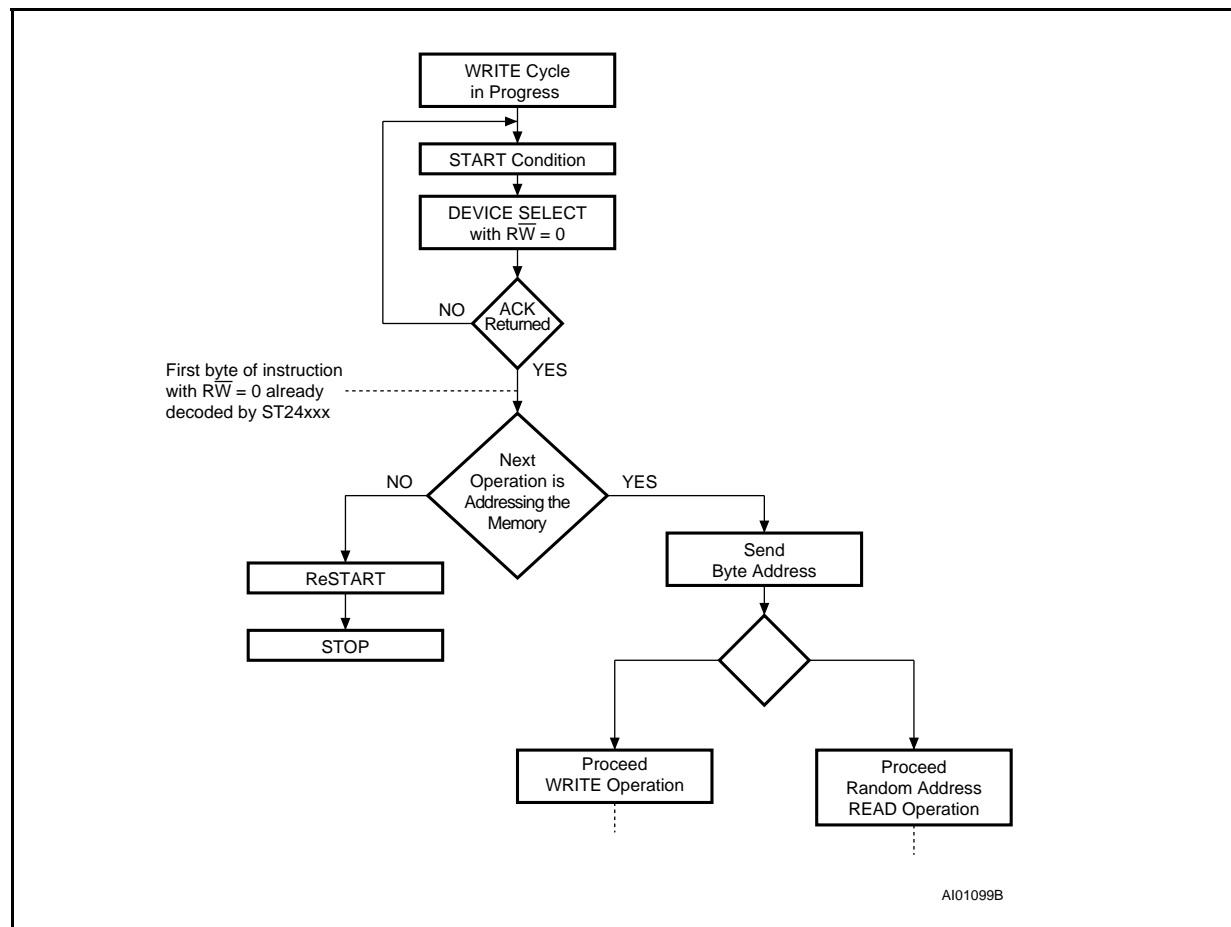 WRITE Cycle
in Progress
START Condition
DEVICE SELECT
with RW̅ = 0
ACK
Returned
NO
YES
First byte of instruction
with RW̅ = 0 already
decoded by ST24xxx
Next
Operation is
Addressing the
Memory
NO
YES
ReSTART
STOP
Send
Byte Address
Proceed
WRITE Operation
Proceed
Random Address
READ Operation
AI01099B